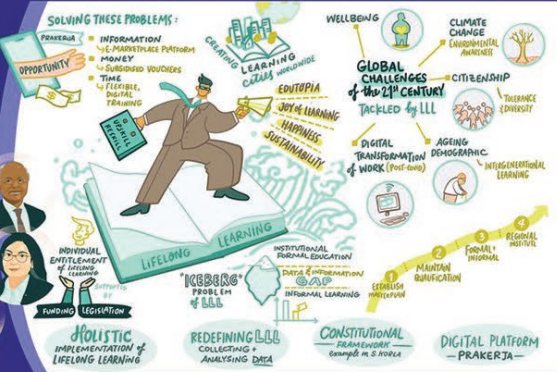 SOLVING THESE PROBLEMS:
PRAKERJA
OPPORTUNITY
INFORMATION
E-MARKETPLACE PLATFORM
MONEY
SUBSIDISED VOUCHERS
TIME
FLEXIBLE,
DIGITAL
TRAINING
CREATING
LEARNING
cities WORLDWIDE
UPSKILL
RESKILL
EDUTOPIA
JOY of LEARNING
HAPPINESS
SUSTAINABILITY
LIFELONG
LEARNING
WELLBEING
CLIMATE
CHANGE
ENVIRONMENTAL
AWARENESS
GLOBAL
CHALLENGES
of the 21ST CENTURY
TACKLED by LLL
CITIZENSHIP
TOLERANCE
& DIVERSITY
DIGITAL
TRANSFORMATION
OF WORK (POST-COVID)
AGEING
DEMOGRAPHIC
INTERGENERATIONAL
LEARNING
INDIVIDUAL
ENTITLEMENT
of LIFELONG
LEARNING
SUPPORTED
BY
FUNDING
LEGISLATION
"ICEBERG"
PROBLEM
of LLL
INSTITUTIONAL
FORMAL EDUCATION
DATA & INFORMATION
GAP
INFORMAL LEARNING
1
ESTABLISH
MASTERPLAN
2
MAINTAIN
QUALIFICATION
3
FORMAL +
INFORMAL
4
REGIONAL
INSTITUTE
HOLISTIC
IMPLEMENTATION of
LIFELONG LEARNING
REDEFINING LLL
COLLECTING +
ANALYSING DATA
CONSTITUTIONAL
FRAMEWORK
example in S. KOREA
DIGITAL PLATFORM
-PRAKERJA-